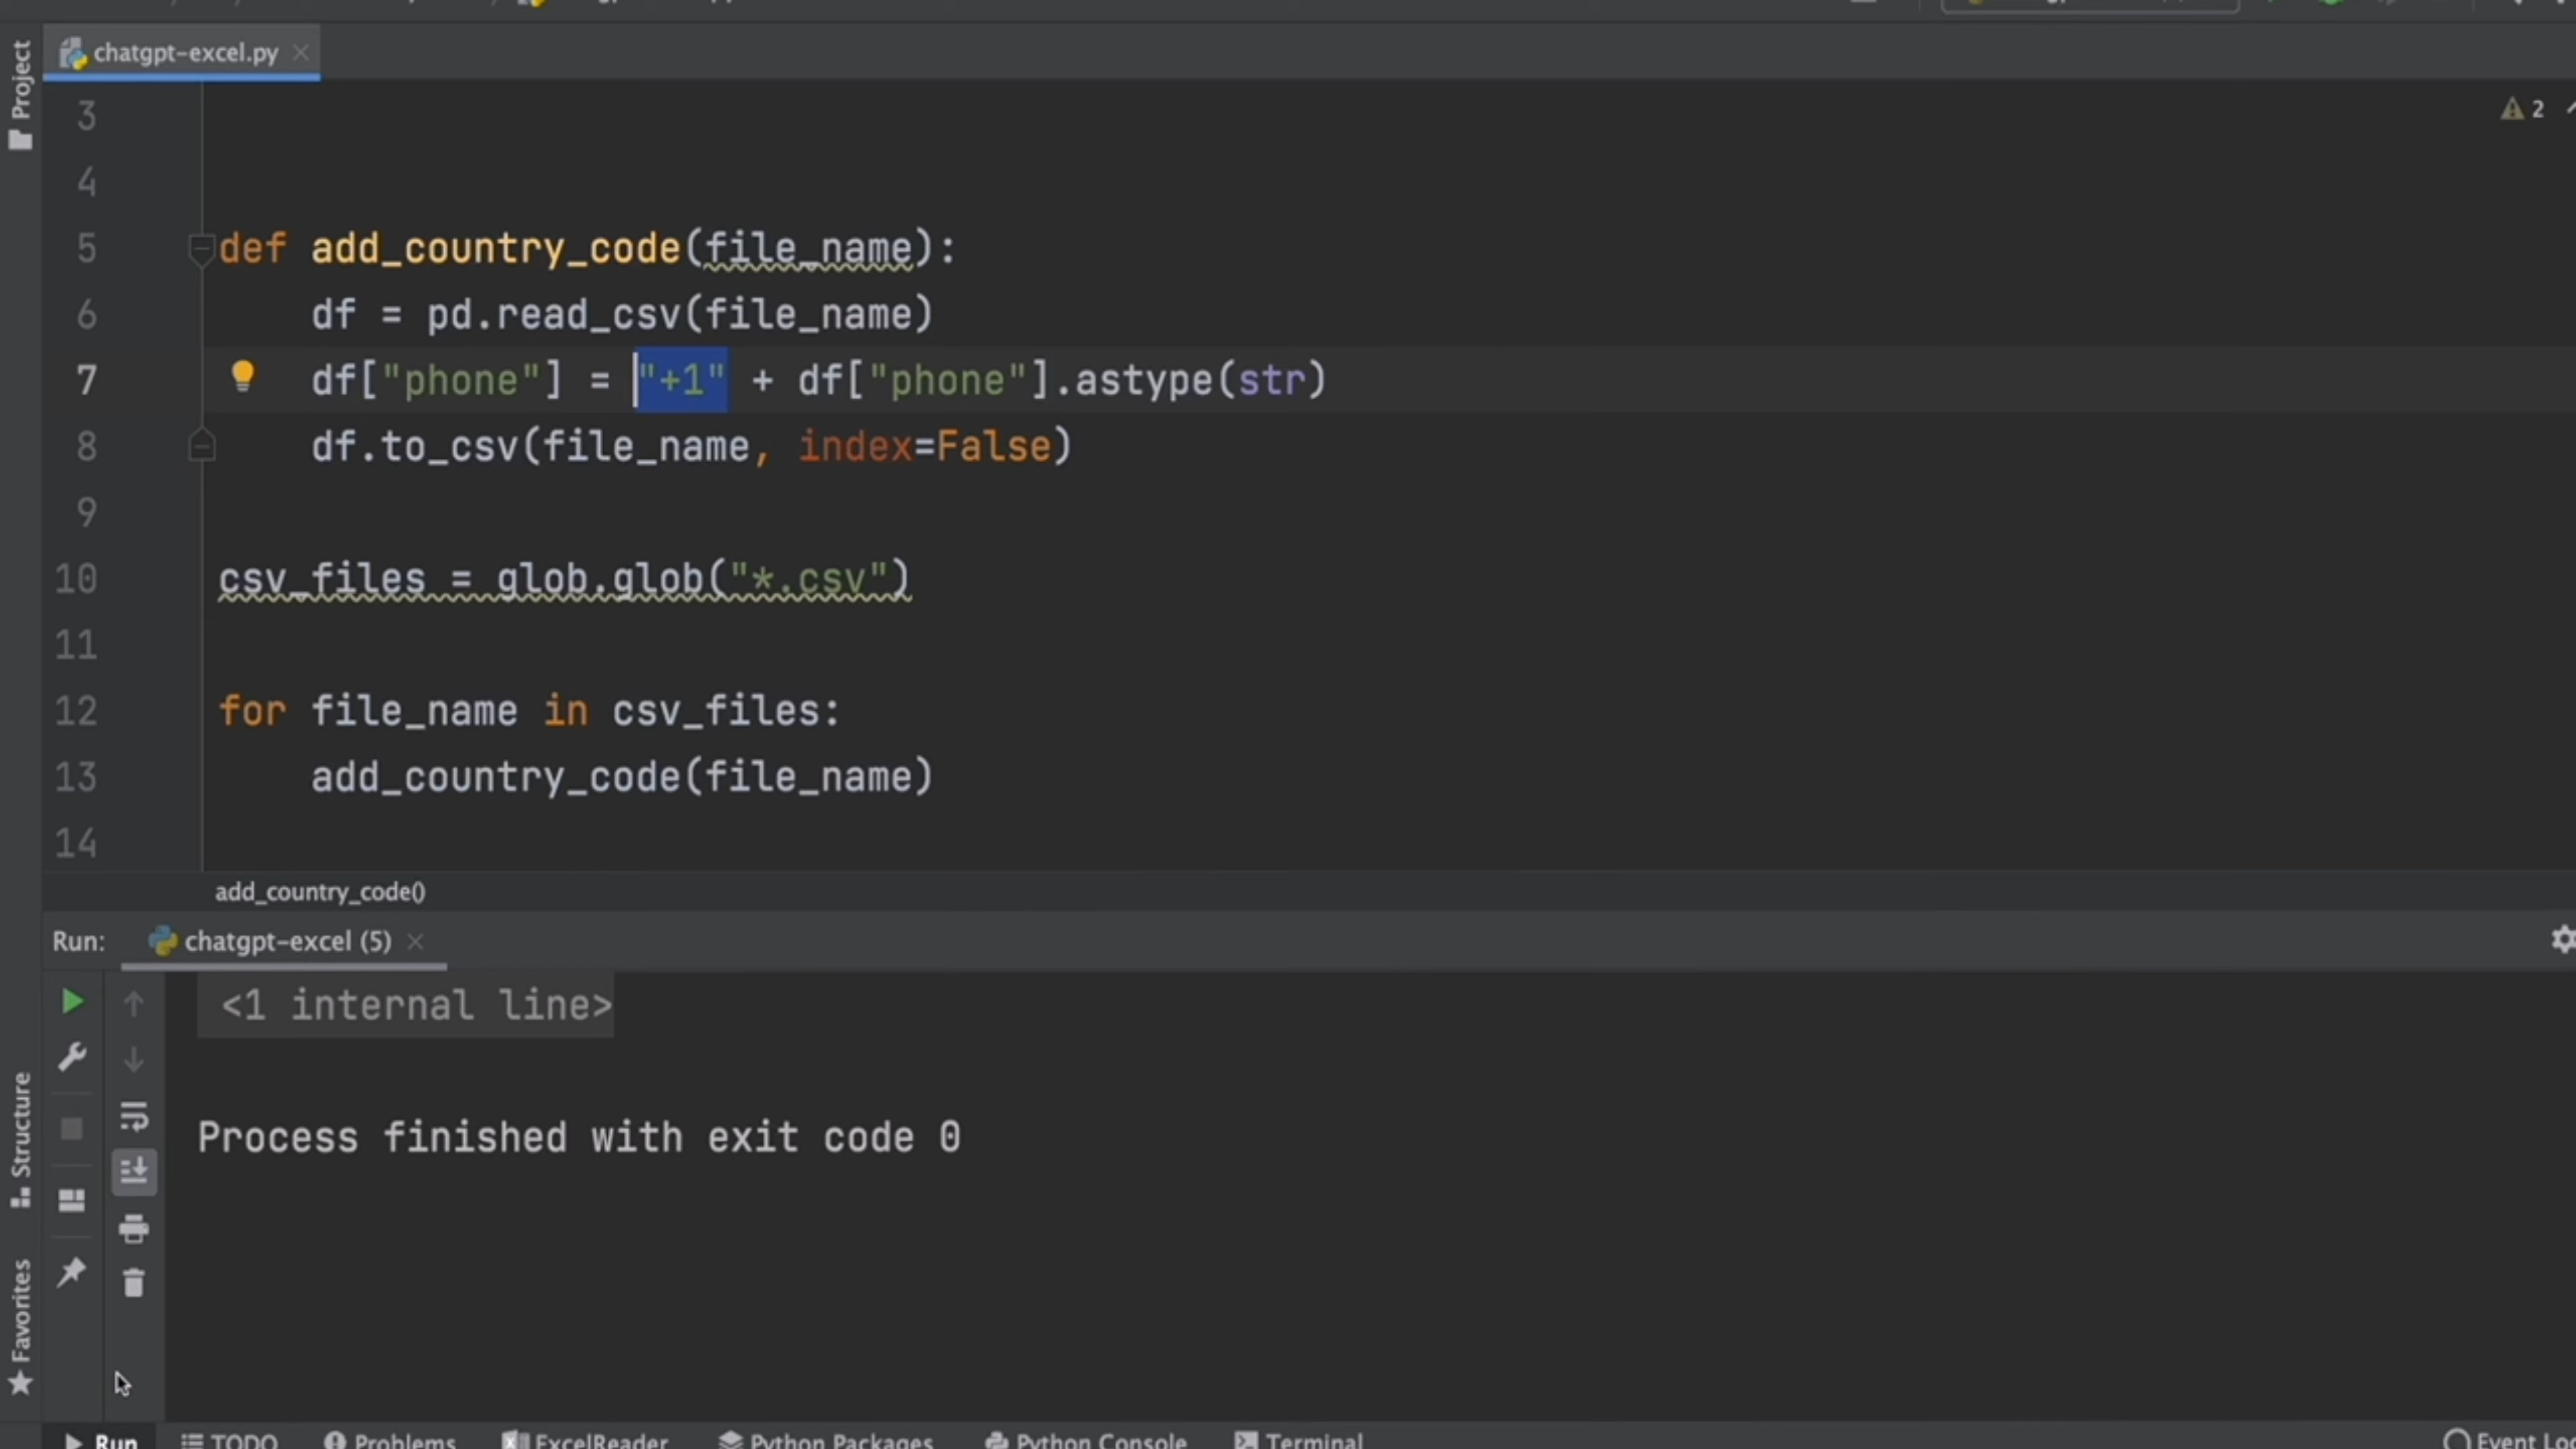 chatgpt-excel.py
Project
2
3
4
5 def add_country_code(file_name):
6     df = pd.read_csv(file_name)
7     df["phone"] = "+1" + df["phone"].astype(str)
8     df.to_csv(file_name, index=False)
9
10 csv_files = glob.glob("*.csv")
11
12 for file_name in csv_files:
13     add_country_code(file_name)
14
add_country_code()
Run: chatgpt-excel (5)
<1 internal line>
Process finished with exit code 0
Structure
Favorites
Run TODO Problems ExcelReader Python Packages Python Console Terminal Event